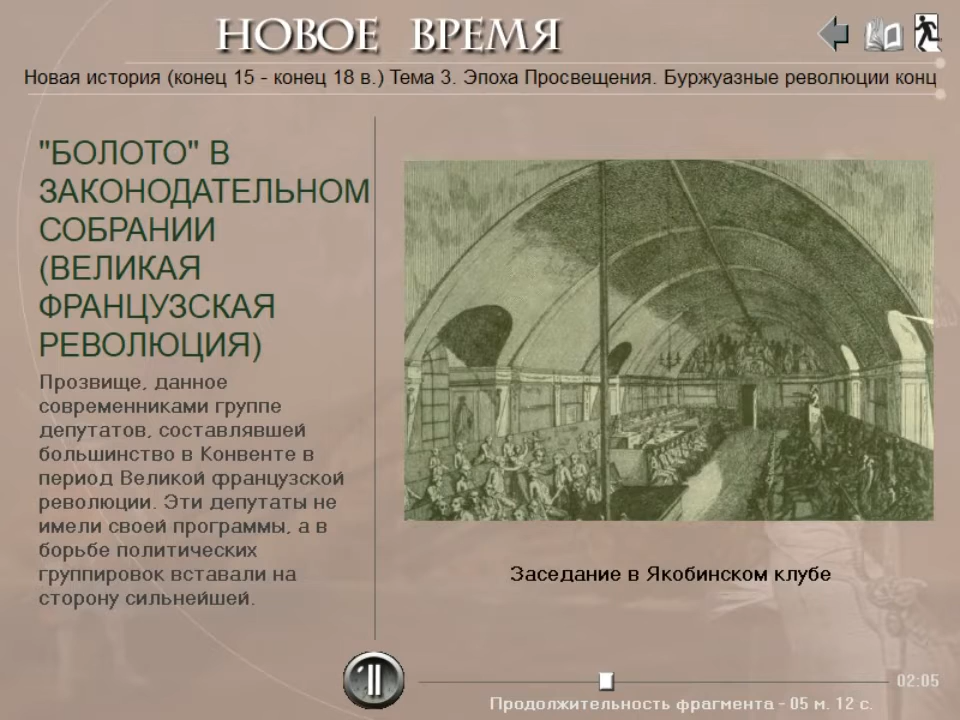 НОВОЕ ВРЕМЯ
Новая история (конец 15 - конец 18 в.) Тема 3. Эпоха Просвещения. Буржуазные революции конц
"БОЛОТО" В
ЗАКОНОДАТЕЛЬНОМ
СОБРАНИИ
(ВЕЛИКАЯ
ФРАНЦУЗСКАЯ
РЕВОЛЮЦИЯ)
Прозвище, данное
современниками группе
депутатов, составлявшей
большинство в Конвенте в
период Великой французской
революции. Эти депутаты не
имели своей программы, а в
борьбе политических
группировок вставали на
сторону сильнейшей.
Заседание в Якобинском клубе
02:05
Продолжительность фрагмента - 05 м. 12 с.